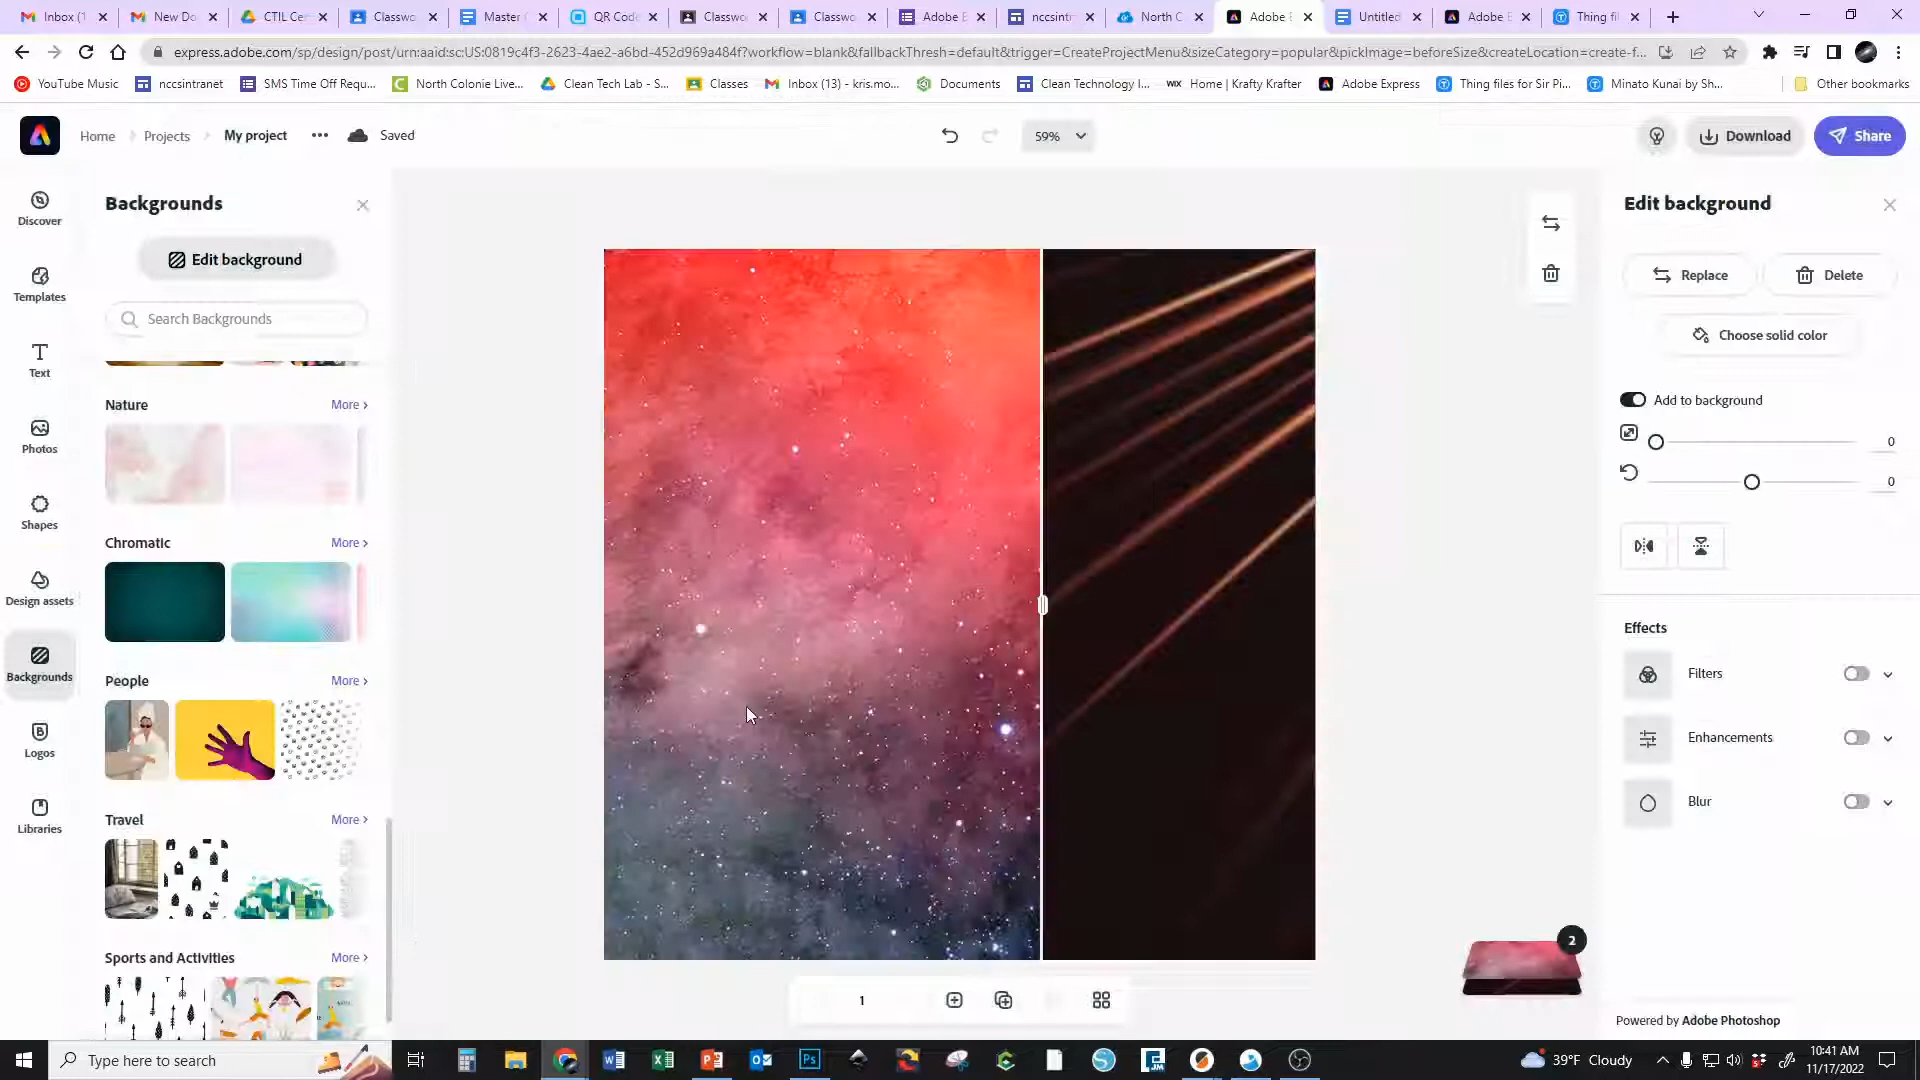 Inbox (1
New Do
CTIL Ce
Classwo
Master
QR Code
Classwo
Classwo
Adobe E
nccsintr
North C
Adobe E
Untitled
Adobe E
Thing fil
express.adobe.com/sp/design/post/urn:aaid:sc:US:0819c4f3-2623-4ae2-a6bd-452d969a484f?workflow=blank&fallbackThresh=default&trigger=CreateProjectMenu&sizeCategory=popular&pickImage=beforeSize&createLocation=create-f...
YouTube Music
nccsintranet
SMS Time Off Requ...
North Colonie Live...
Clean Tech Lab - S...
Classes
Inbox (13) - kris.mo...
Documents
Clean Technology I...
WIX Home | Krafty Krafter
Adobe Express
Thing files for Sir Pi...
Minato Kunai by Sh...
Other bookmarks
Home
Projects
My project
Saved
59%
Download
Share
Discover
Templates
Text
Photos
Shapes
Design assets
Backgrounds
Logos
Libraries
Backgrounds
Edit background
Search Backgrounds
Nature
More
Chromatic
More
People
More
Travel
More
Sports and Activities
More
1
2
Edit background
Replace
Delete
Choose solid color
Add to background
0
0
Effects
Filters
Enhancements
Blur
Powered by Adobe Photoshop
Type here to search
39°F Cloudy
10:41 AM
11/17/2022